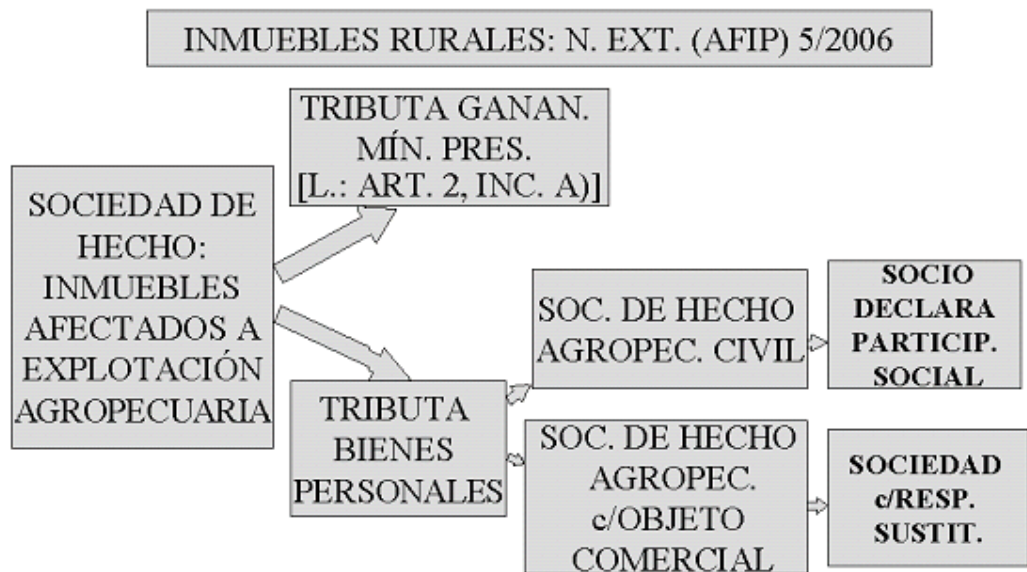 INMUEBLES RURALES: N. EXT. (AFIP) 5/2006
TRIBUTA GANAN.
MÍN. PRES.
[L.: ART. 2, INC. A)]
SOCIEDAD DE
HECHO:
INMUEBLES
AFECTADOS A
EXPLOTACIÓN
AGROPECUARIA
TRIBUTA
BIENES
PERSONALES
SOC. DE HECHO
AGROPEC. CIVIL
SOCIO
DECLARA
PARTICIP.
SOCIAL
SOC. DE HECHO
AGROPEC.
c/OBJETO
COMERCIAL
SOCIEDAD
c/RESP.
SUSTIT.